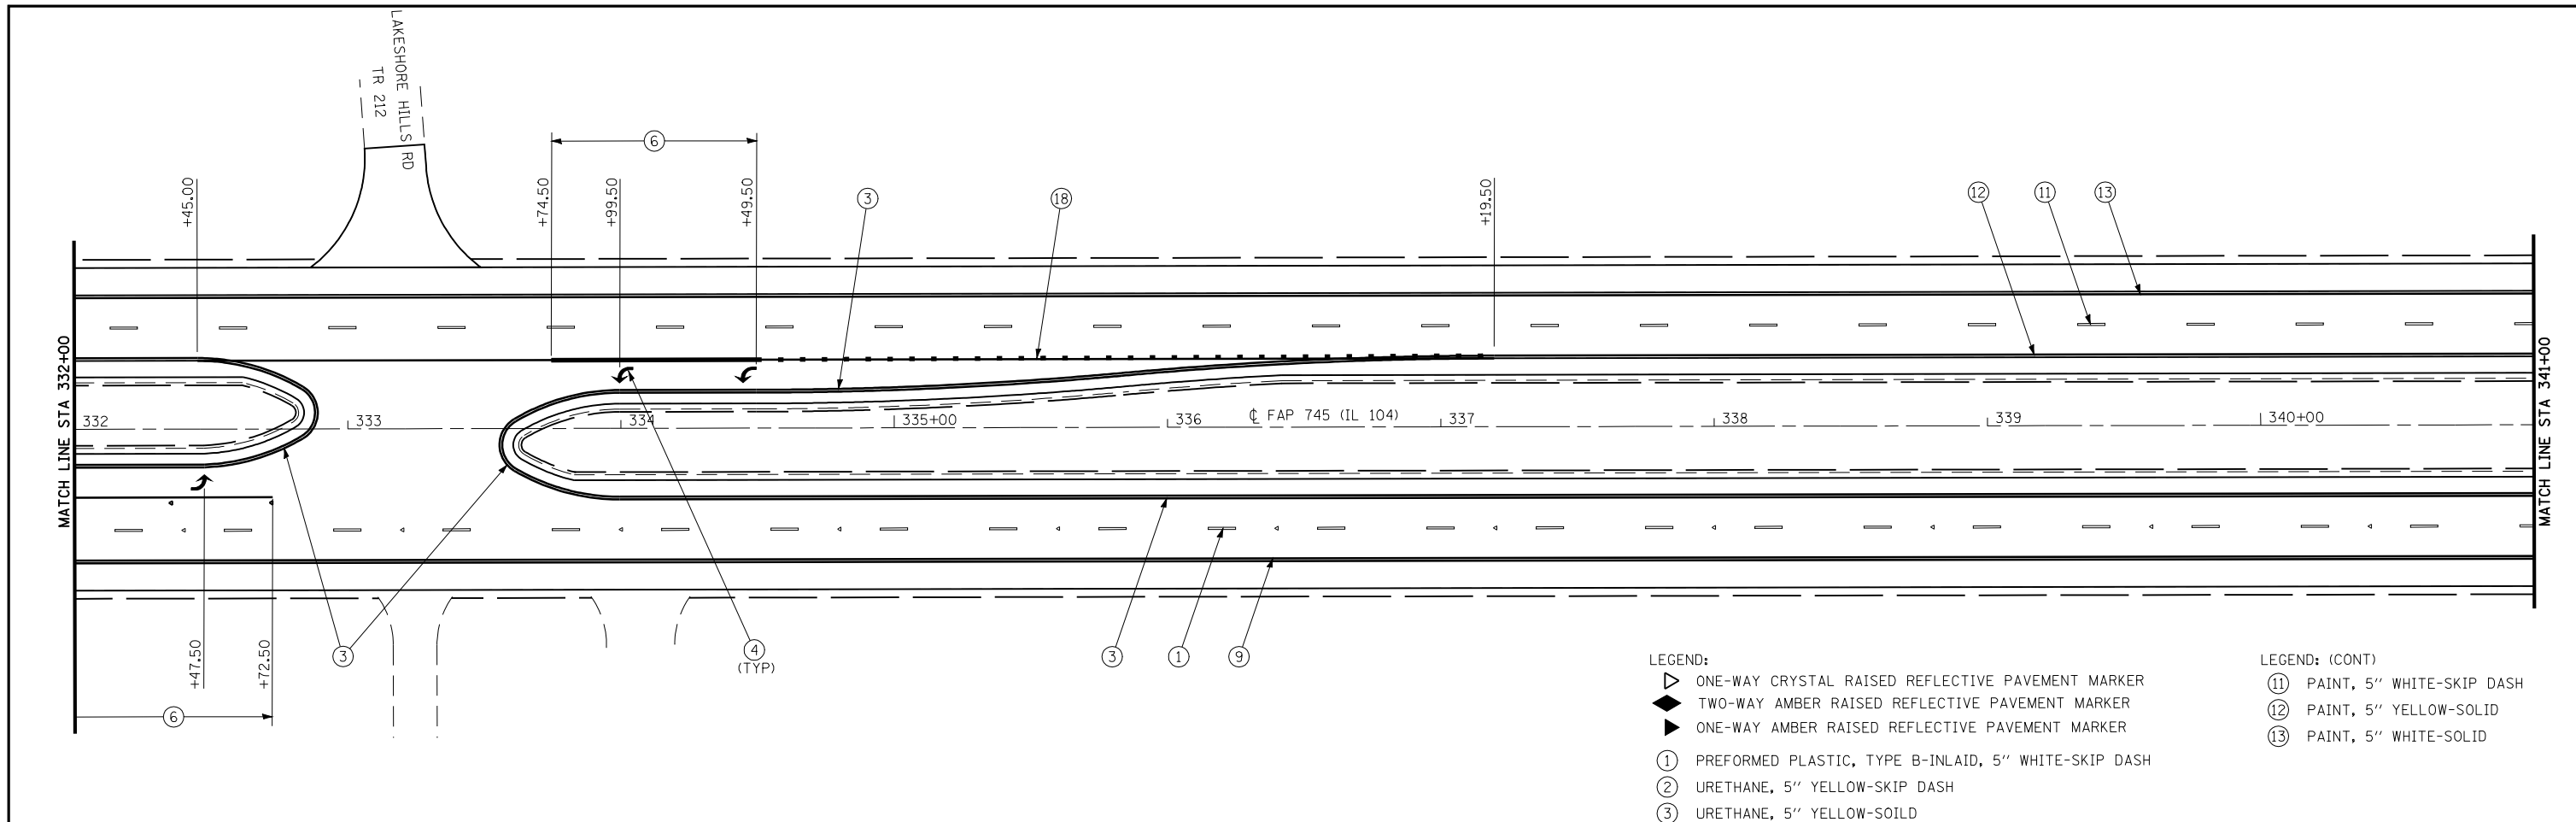 LAKESHORE HILLS RD
TR 212
6
+45.00
+74.50
+99.50
+49.50
3
18
+19.50
12
11
13
MATCH LINE STA 332+00
MATCH LINE STA 341+00
332
333
334
335+00
336
℄ FAP 745 (IL 104)
337
338
339
340+00
+47.50
+72.50
6
3
4
(TYP)
3
1
9
LEGEND:
ONE-WAY CRYSTAL RAISED REFLECTIVE PAVEMENT MARKER
TWO-WAY AMBER RAISED REFLECTIVE PAVEMENT MARKER
ONE-WAY AMBER RAISED REFLECTIVE PAVEMENT MARKER
1 PREFORMED PLASTIC, TYPE B-INLAID, 5'' WHITE-SKIP DASH
2 URETHANE, 5'' YELLOW-SKIP DASH
3 URETHANE, 5'' YELLOW-SOILD
LEGEND: (CONT)
11 PAINT, 5'' WHITE-SKIP DASH
12 PAINT, 5'' YELLOW-SOLID
13 PAINT, 5'' WHITE-SOLID